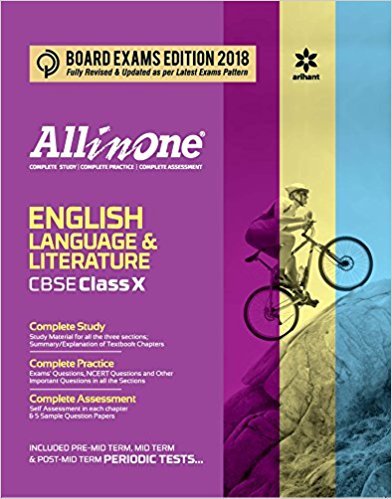 BOARD EXAMS EDITION 2018
Fully Revised & Updated as per Latest Exams Pattern
arihant
Allinone®
COMPLETE STUDY | COMPLETE PRACTICE | COMPLETE ASSESSMENT
ENGLISH
LANGUAGE &
LITERATURE
CBSE Class X
Complete Study
Study Material for all the three sections;
Summary/Explanation of Textbook Chapters
Complete Practice
Exams' Questions, NCERT Questions and Other
Important Questions in all the Sections
Complete Assessment
Self Assessment in each chapter
& 5 Sample Question Papers
INCLUDED PRE-MID TERM, MID TERM
& POST-MID TERM PERIODIC TESTS...